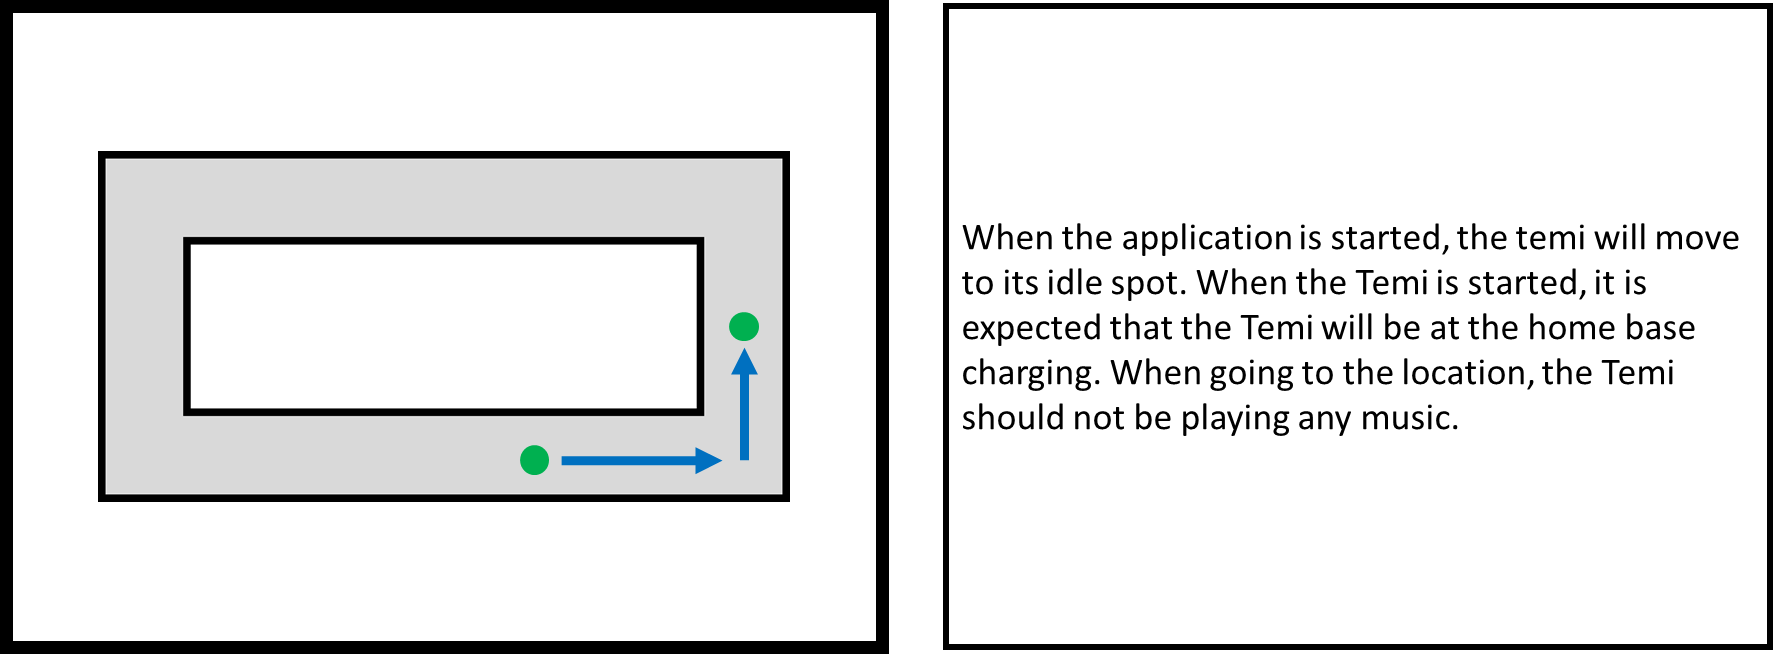 When the application is started, the temi will move
to its idle spot. When the Temi is started, it is
expected that the Temi will be at the home base
charging. When going to the location, the Temi
should not be playing any music.